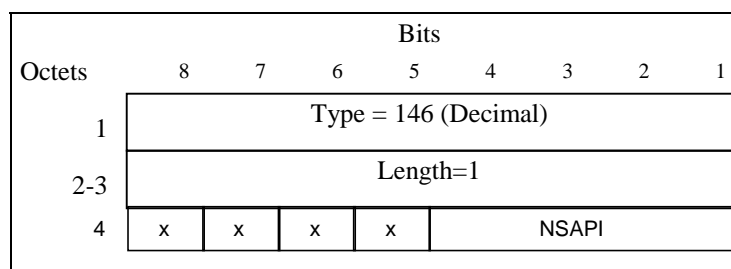 Bits
Octets 8 7 6 5 4 3 2 1
1 Type = 146 (Decimal)
2-3 Length=1
4 x x x x NSAPI